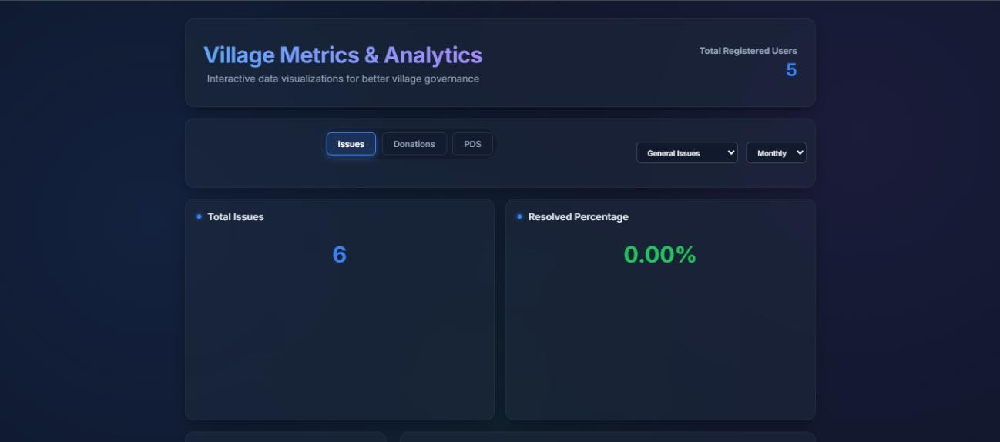 Village Metrics & Analytics
Interactive data visualizations for better village governance
Total Registered Users
5
Issues
Donations
PDS
General Issues
Monthly
Total Issues
6
Resolved Percentage
0.00%